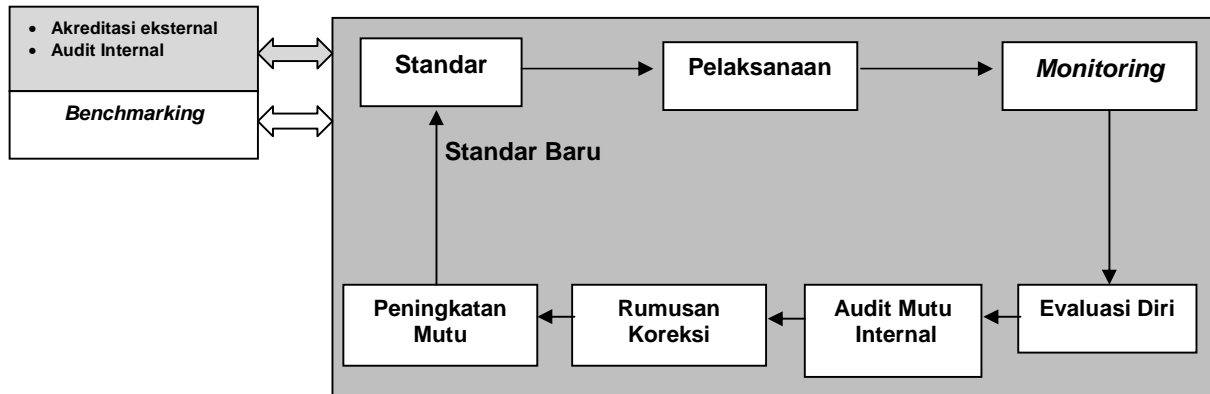 • Akreditasi eksternal
• Audit Internal
Benchmarking
Standar
Pelaksanaan
Monitoring
Standar Baru
Peningkatan
Mutu
Rumusan
Koreksi
Audit Mutu
Internal
Evaluasi Diri